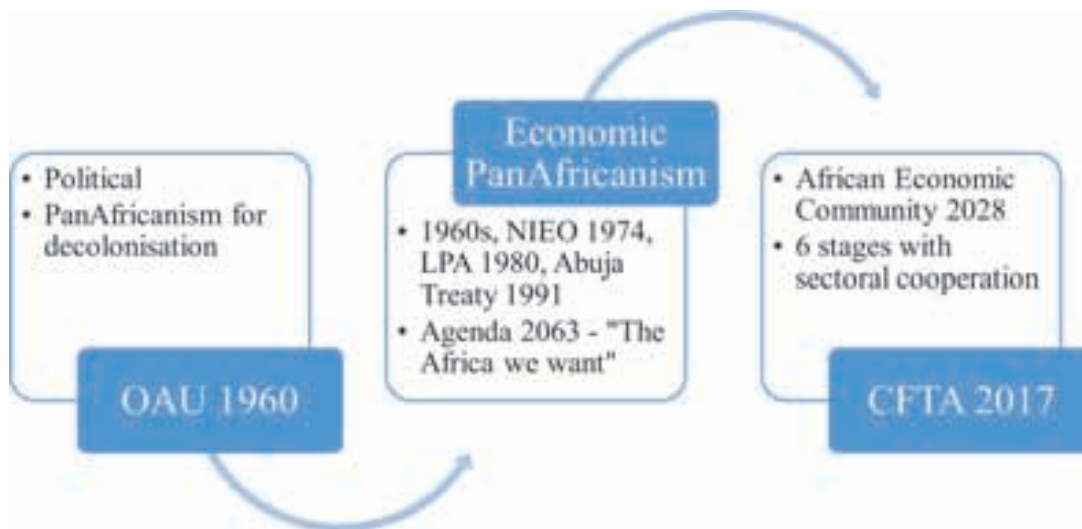 • Political
• PanAfricanism for
decolonisation
OAU 1960
Economic
PanAfricanism
• 1960s, NIEO 1974,
LPA 1980, Abuja
Treaty 1991
• Agenda 2063 - "The
Africa we want"
• African Economic
Community 2028
• 6 stages with
sectoral cooperation
CFTA 2017